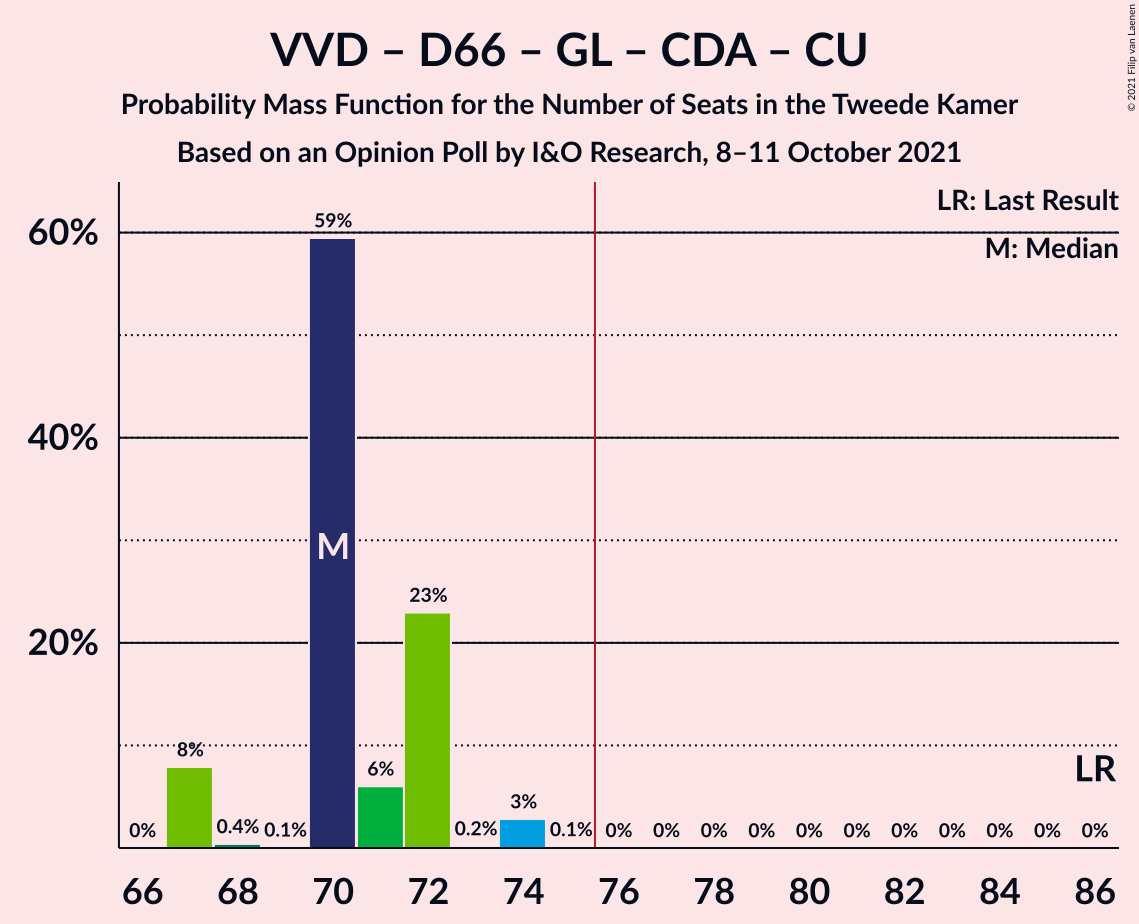 VVD – D66 – GL – CDA – CU
Probability Mass Function for the Number of Seats in the Tweede Kamer
Based on an Opinion Poll by I&O Research, 8–11 October 2021
© 2021 Filip van Laenen
LR: Last Result
M: Median
60%
40%
20%
59%
M
23%
8%
6%
3%
LR
0% 0.4% 0.1% 0.2% 0.1% 0% 0% 0% 0% 0% 0% 0% 0% 0% 0% 0%
66 68 70 72 74 76 78 80 82 84 86